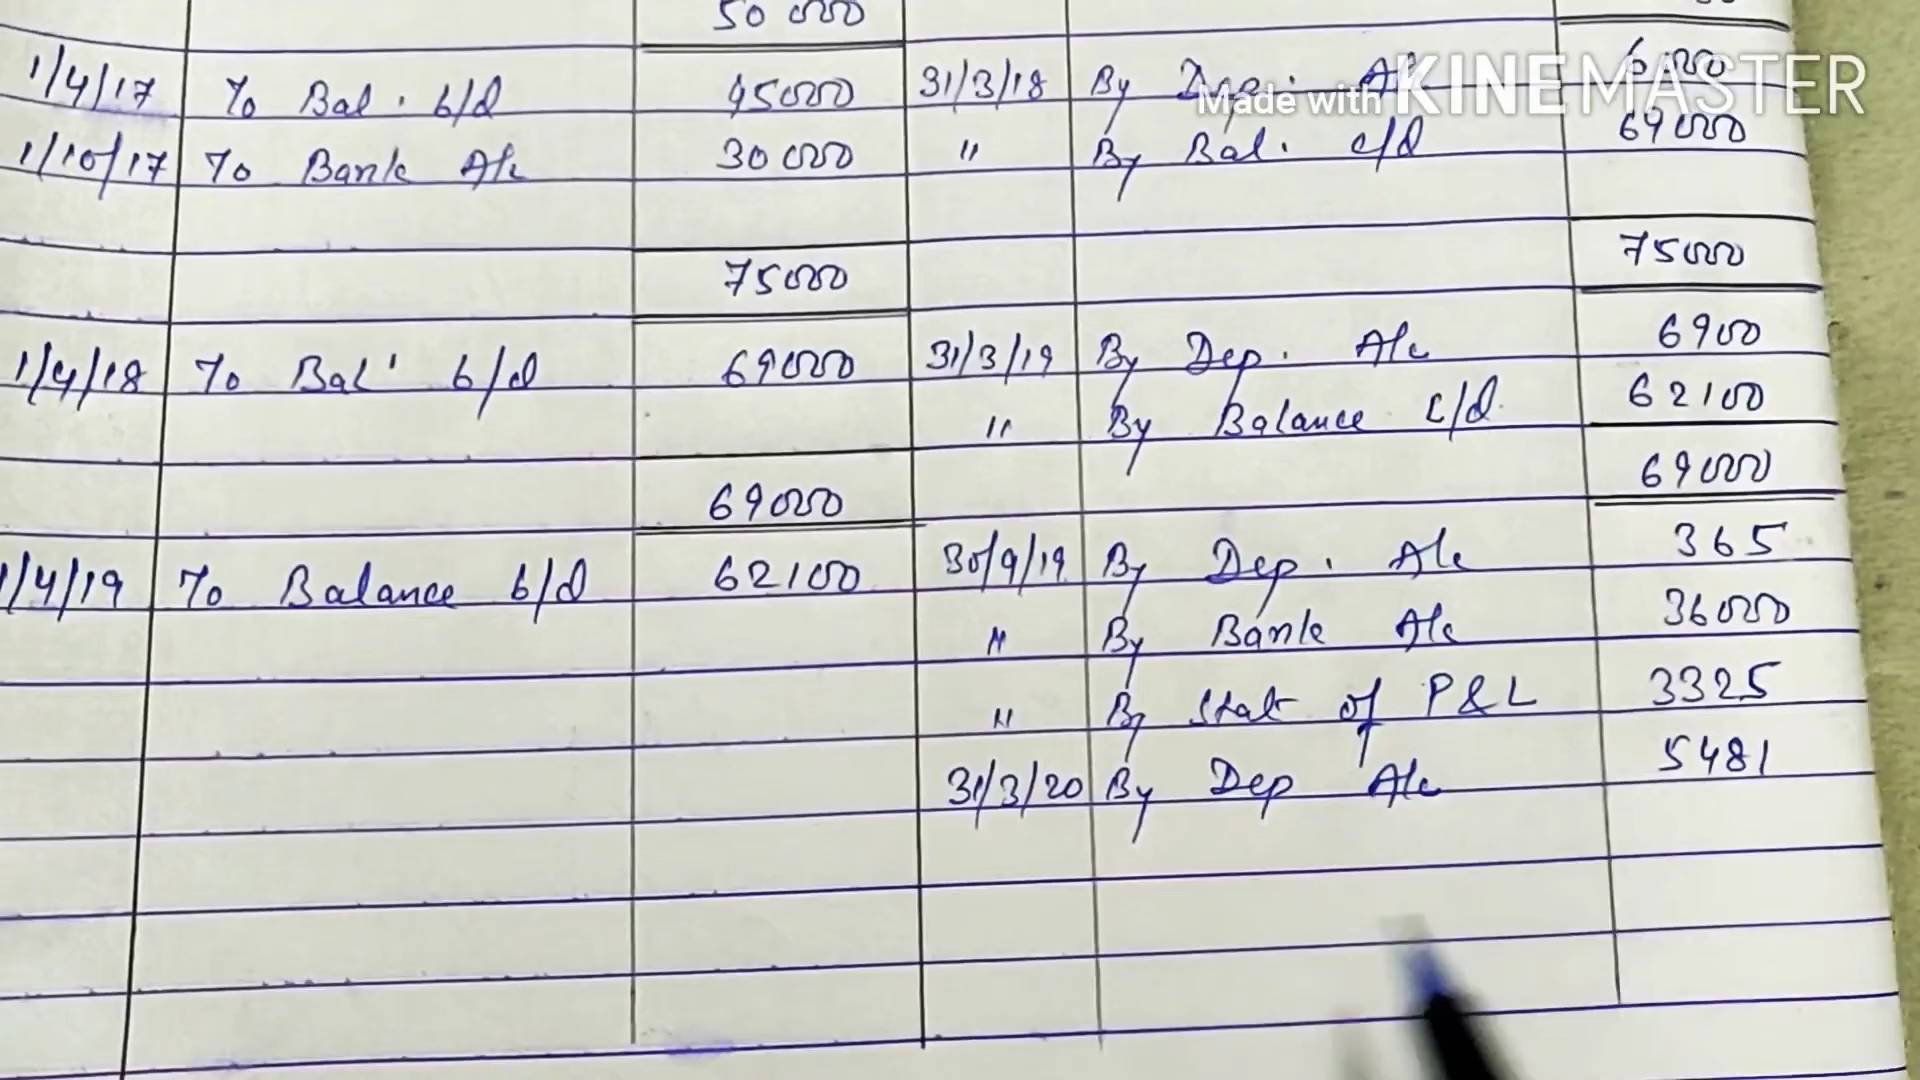 50000
1/4/17 To Bal. b/d 45000 31/3/18 By Dep. A/c 6000
Made with KINEMASTER
1/10/17 To Bank A/c 30000 " By Bal. c/d 69000
75000 75000
1/4/18 To Bal. b/d 69000 31/3/19 By Dep. A/c 6900
" By Balance c/d 62100
69000 69000
1/4/19 To Balance b/d 62100 30/9/19 By Dep. A/c 365
" By Bank A/c 36000
" By Stat of P&L 3325
31/3/20 By Dep A/c 5481